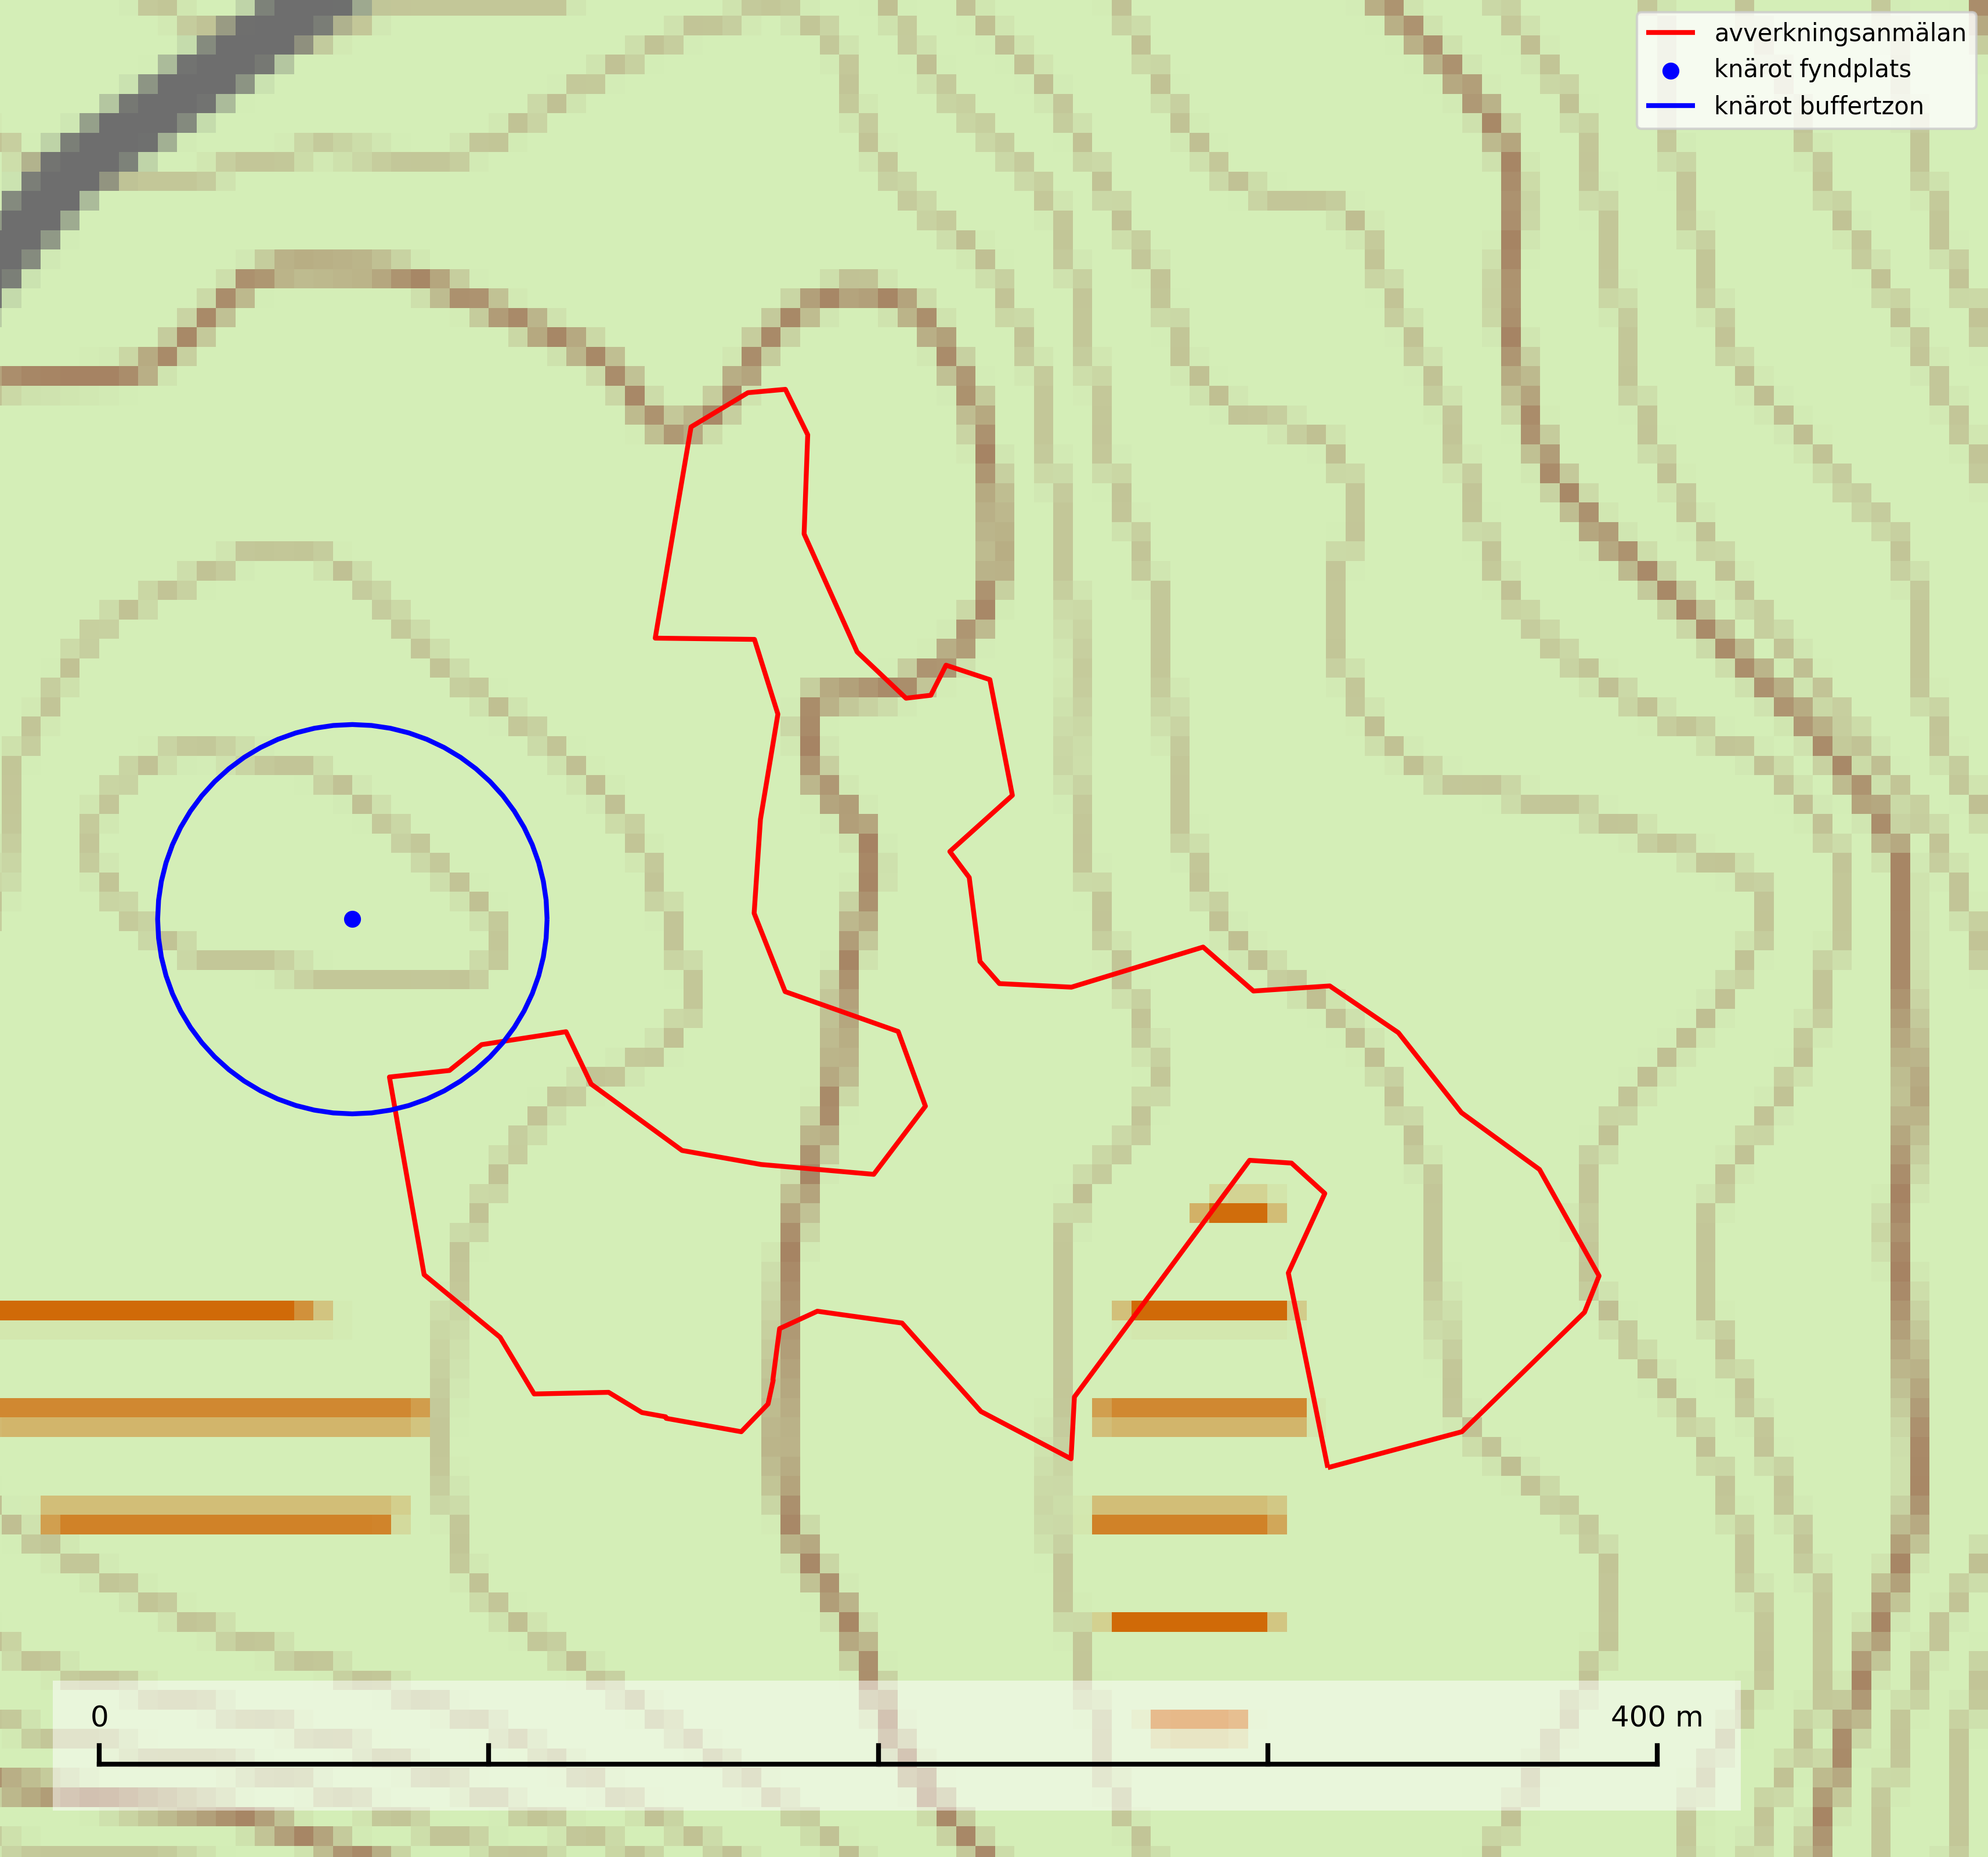 avverkningsanmälan
knärot fyndplats
knärot buffertzon
0 400 m